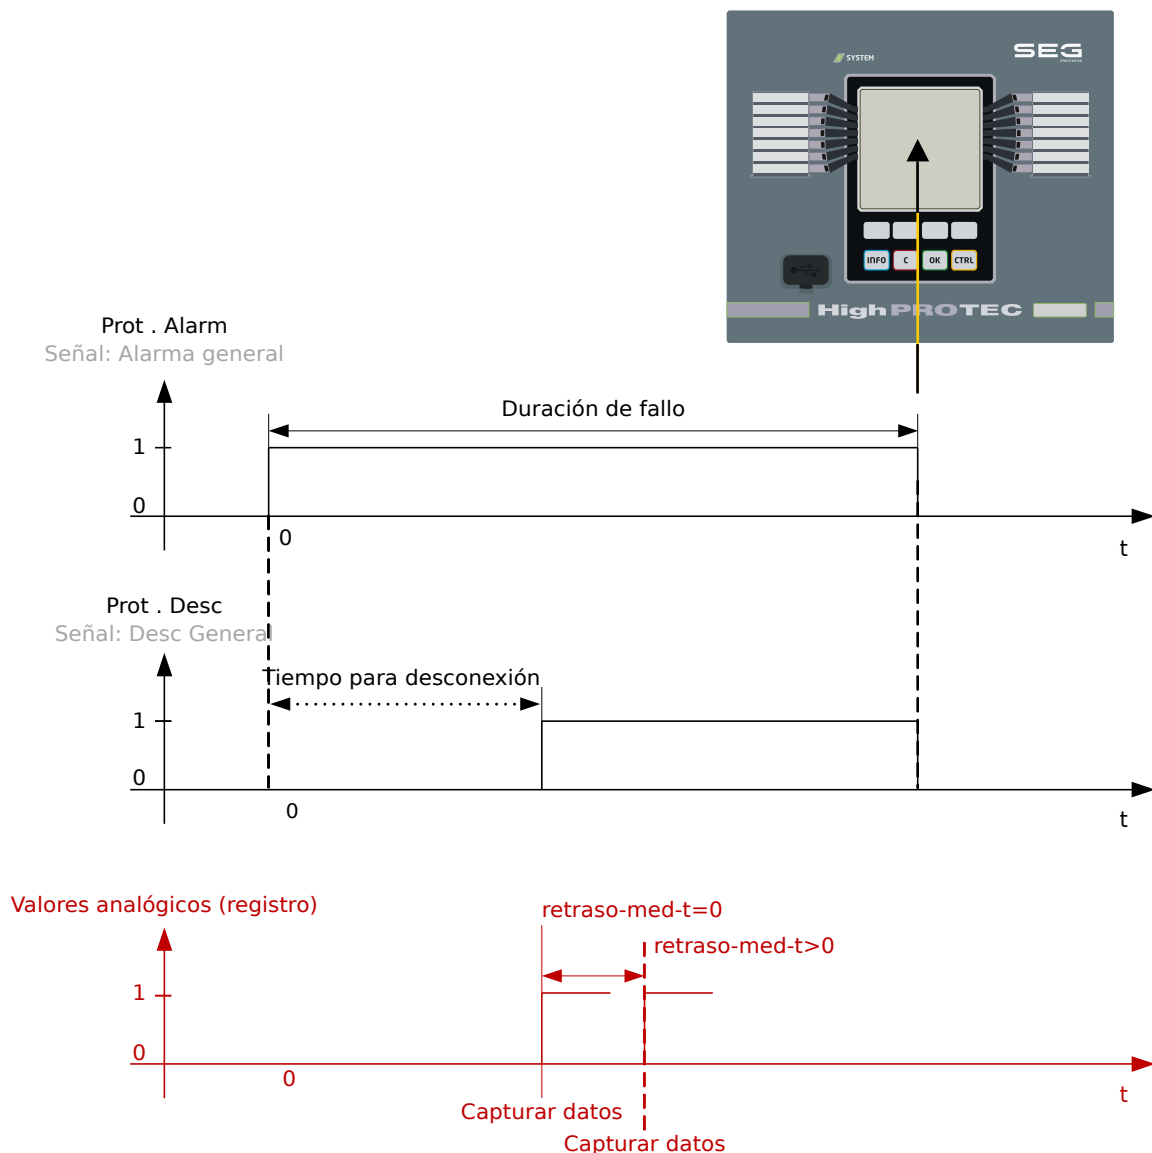 SEG
SYSTEM
INFO
C
OK
CTRL
HighPROTEC
Prot . Alarm
Señal: Alarma general
Duración de fallo
1
0
0
t
Prot . Desc
Señal: Desc General
Tiempo para desconexión
1
0
0
t
Valores analógicos (registro)
retraso-med-t=0
retraso-med-t>0
1
0
0
t
Capturar datos
Capturar datos